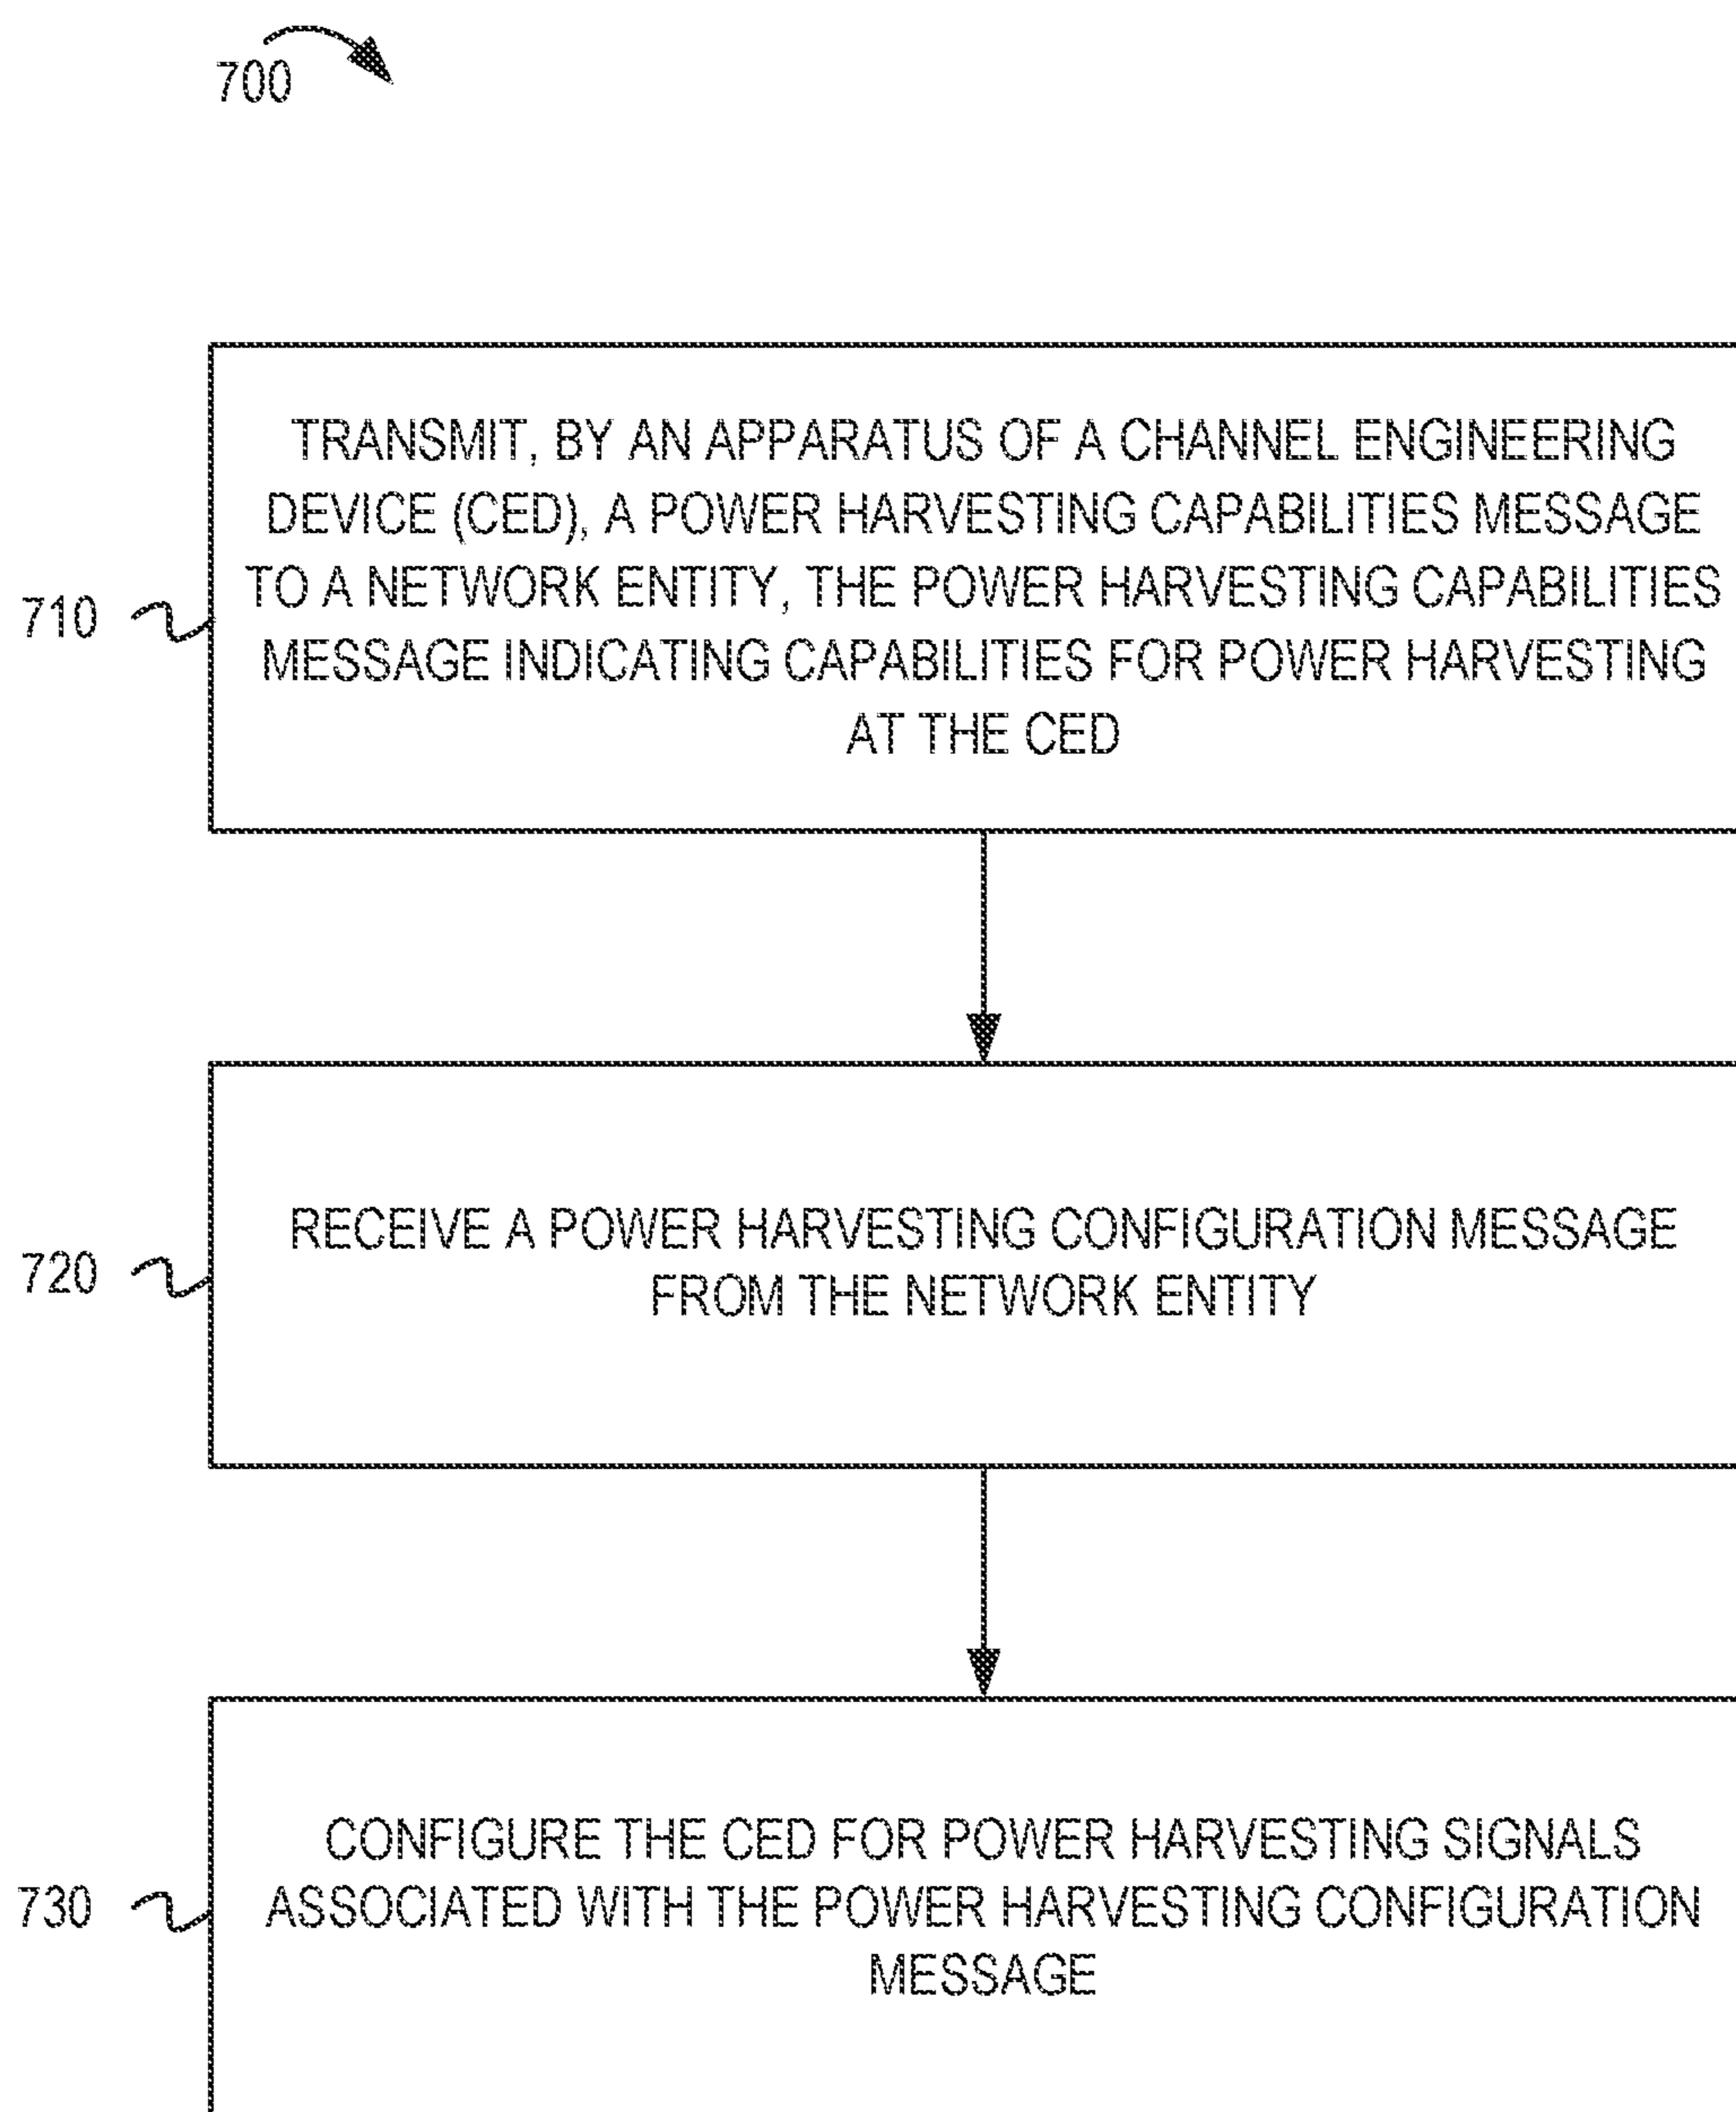 700
TRANSMIT, BY AN APPARATUS OF A CHANNEL ENGINEERING
DEVICE (CED), A POWER HARVESTING CAPABILITIES MESSAGE
TO A NETWORK ENTITY, THE POWER HARVESTING CAPABILITIES
MESSAGE INDICATING CAPABILITIES FOR POWER HARVESTING
AT THE CED
710
RECEIVE A POWER HARVESTING CONFIGURATION MESSAGE
FROM THE NETWORK ENTITY
720
CONFIGURE THE CED FOR POWER HARVESTING SIGNALS
ASSOCIATED WITH THE POWER HARVESTING CONFIGURATION
MESSAGE
730